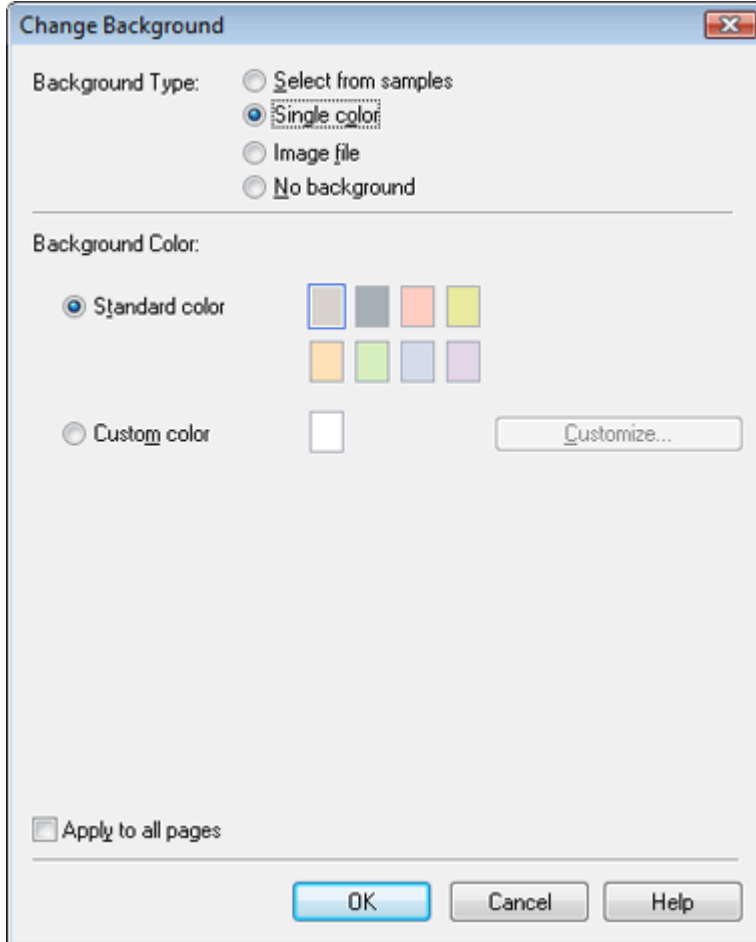 Change Background
Background Type: Select from samples
Single color
Image file
No background
Background Color:
Standard color
Custom color Customize...
Apply to all pages
OK Cancel Help